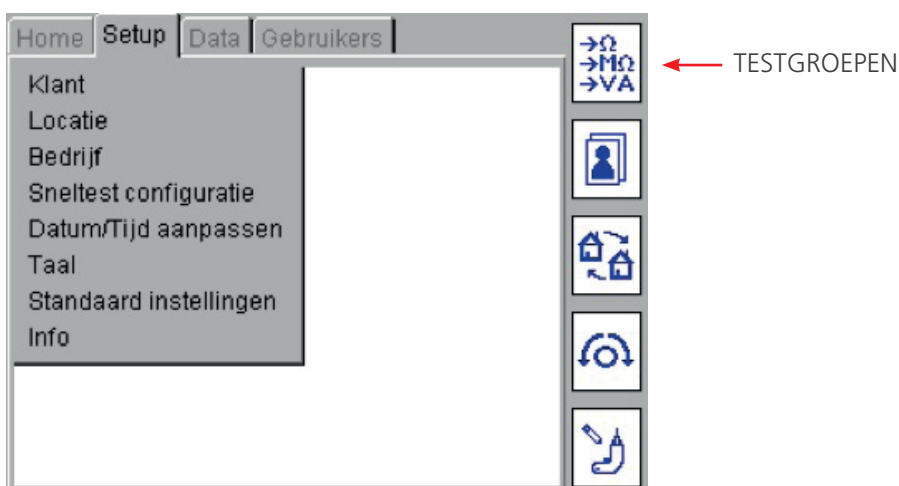 Home Setup Data Gebruikers
→Ω
→MΩ
→VA
TESTGROEPEN
Klant
Locatie
Bedrijf
Sneltest configuratie
Datum/Tijd aanpassen
Taal
Standaard instellingen
Info